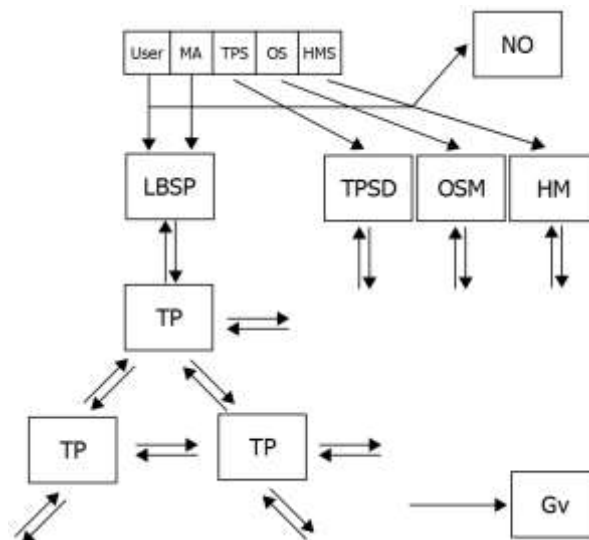 NO
User MA TPS OS HMS
LBSP TPSD OSM HM
TP
TP TP
Gv